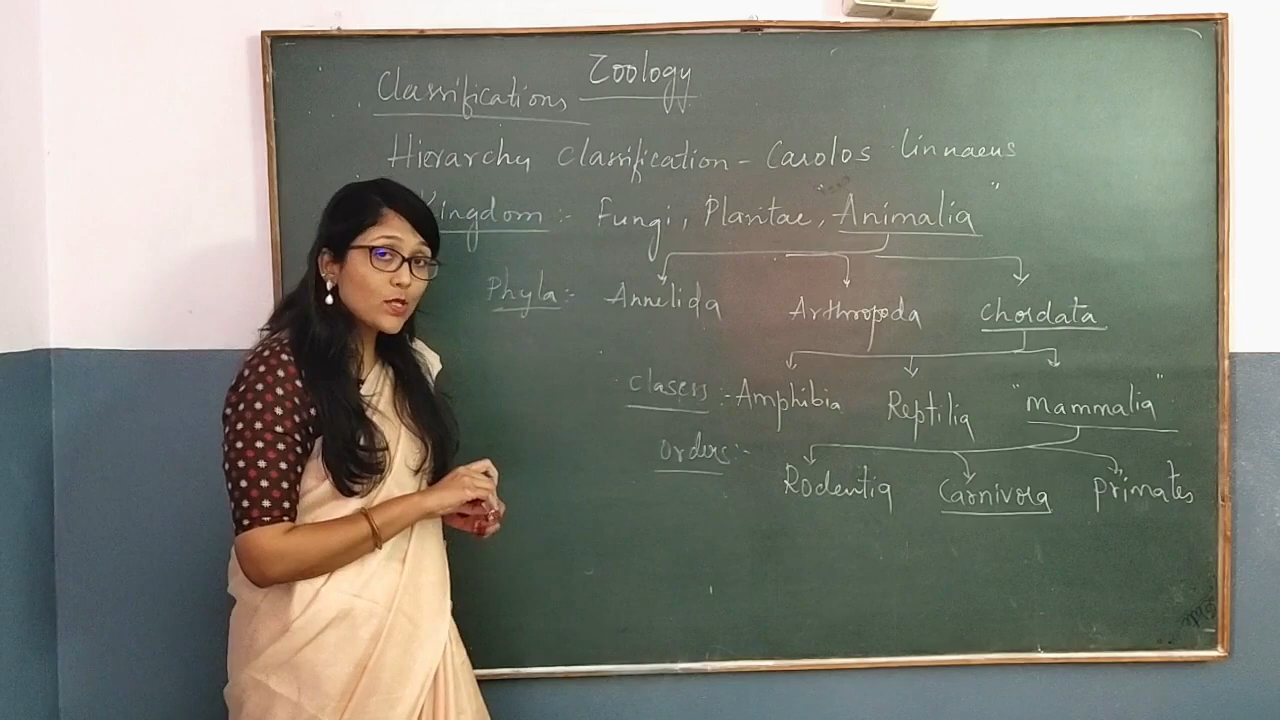 Zoology
Classifications
Hierarchy classification - Carolos linnaeus
Kingdom :- Fungi, Plantae, "Animalia"
Phyla :- Annelida Arthropoda Chordata
Clasess :- Amphibia Reptilia "mammalia"
Orders :-
Rodentia Carnivora primates